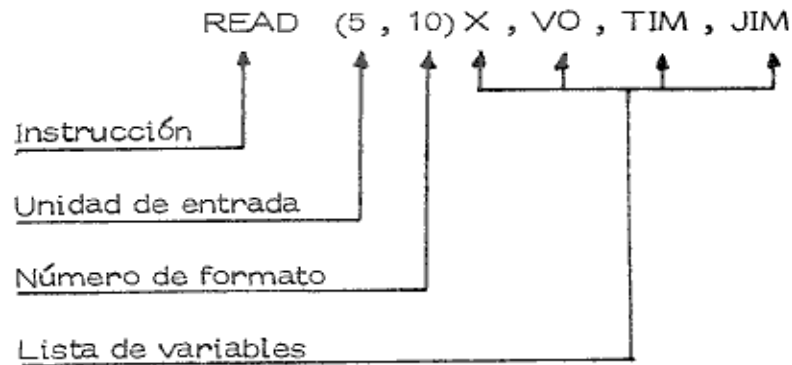 READ (5 , 10) X , VO , TIM , JIM
Instrucción
Unidad de entrada
Número de formato
Lista de variables